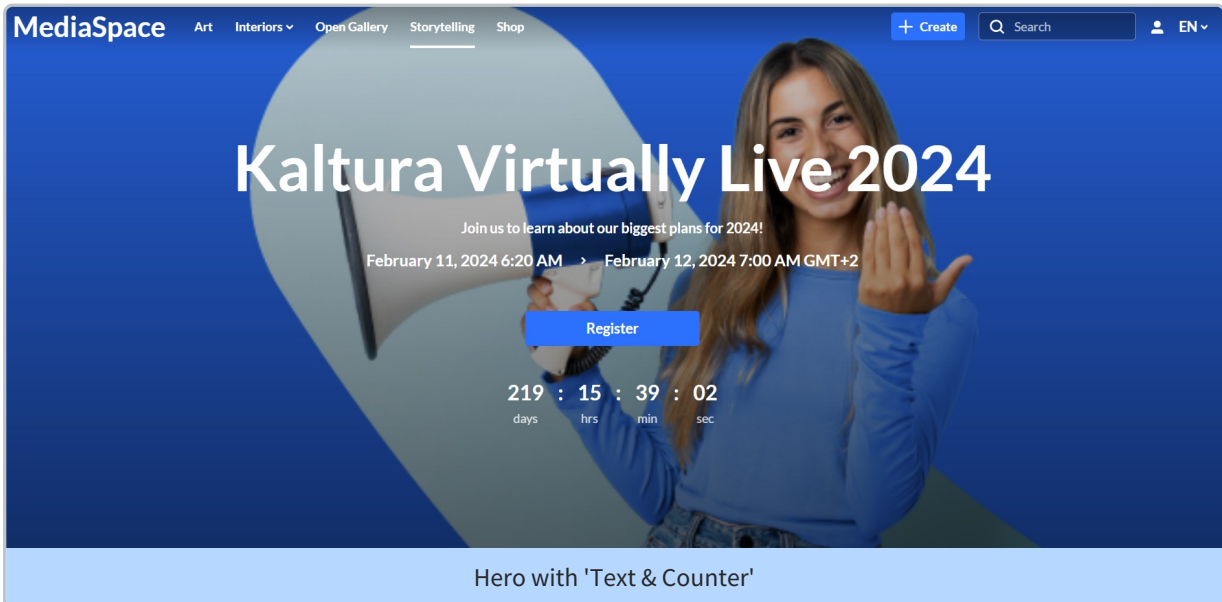 MediaSpace Art Interiors Open Gallery Storytelling Shop + Create Search EN
Kaltura Virtually Live 2024
Join us to learn about our biggest plans for 2024!
February 11, 2024 6:20 AM > February 12, 2024 7:00 AM GMT+2
Register
219 : 15 : 39 : 02
days hrs min sec
Hero with 'Text & Counter'